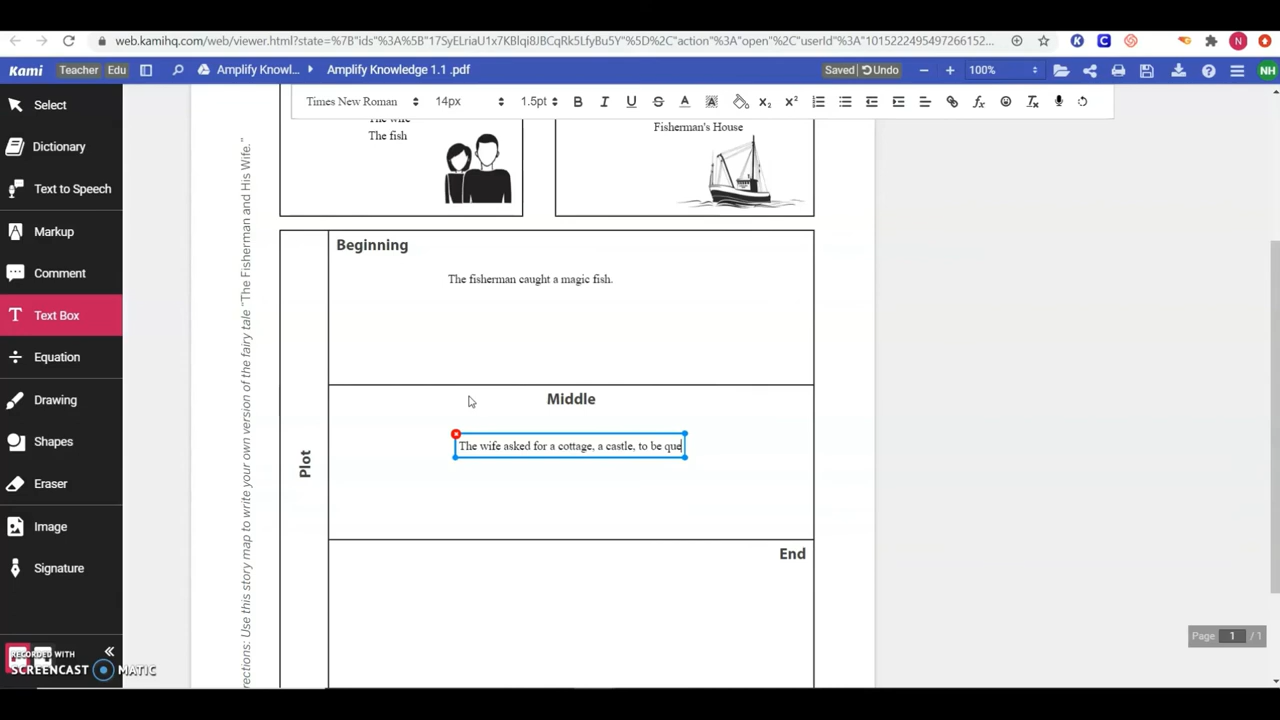 web.kamihq.com/web/viewer.html?state=%7B"ids"%3A%5B"17SyELriaU1x7KBlqi8JBCqRk5LfyBu5Y"%5D%2C"action"%3A"open"%2C"userId"%3A"1015222495497266152...
Kami Teacher Edu Amplify Knowl... Amplify Knowledge 1.1 .pdf Saved Undo 100% NH
Select
Dictionary
Text to Speech
Markup
Comment
Text Box
Equation
Drawing
Shapes
Eraser
Image
Signature
RECORDED WITH
SCREENCAST MATIC
Times New Roman 14px 1.5pt
The wife
The fish
Fisherman's House
rections: Use this story map to write your own version of the fairy tale "The Fisherman and His Wife."
Plot
Beginning
The fisherman caught a magic fish.
Middle
The wife asked for a cottage, a castle, to be que
End
Page 1 / 1